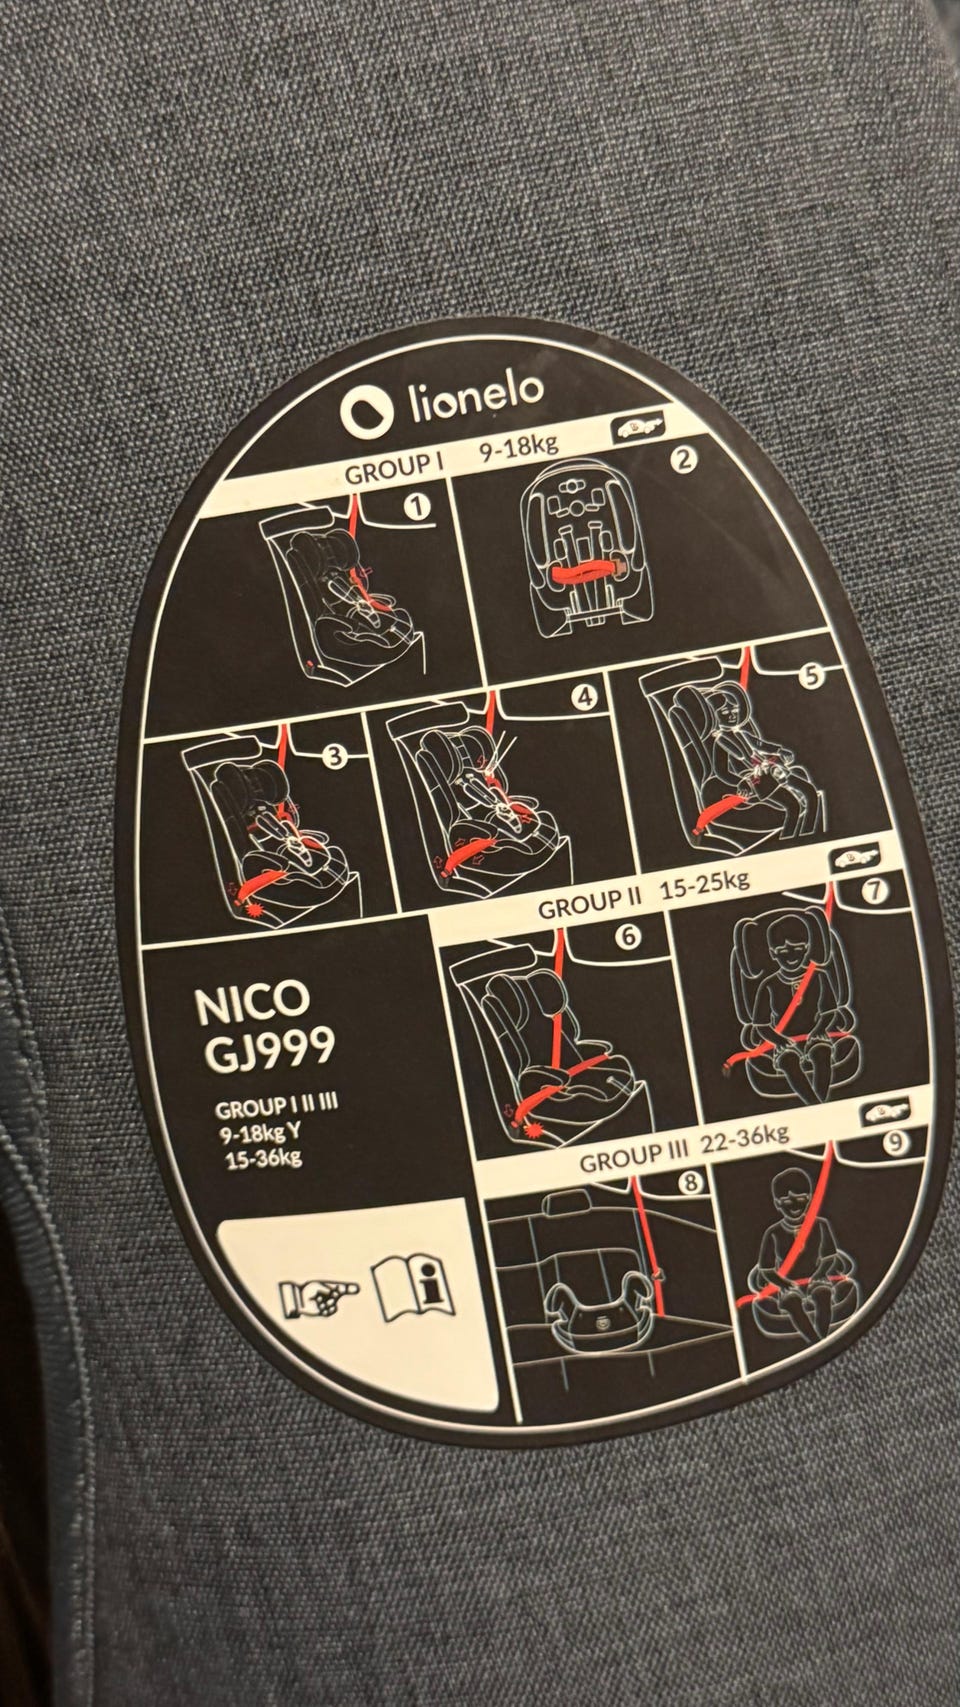 lionelo
GROUP I 9-18kg
1
2
3
4
5
GROUP II 15-25kg
6
7
NICO
GJ999
GROUP I II III
9-18kg Y
15-36kg
GROUP III 22-36kg
8
9
i